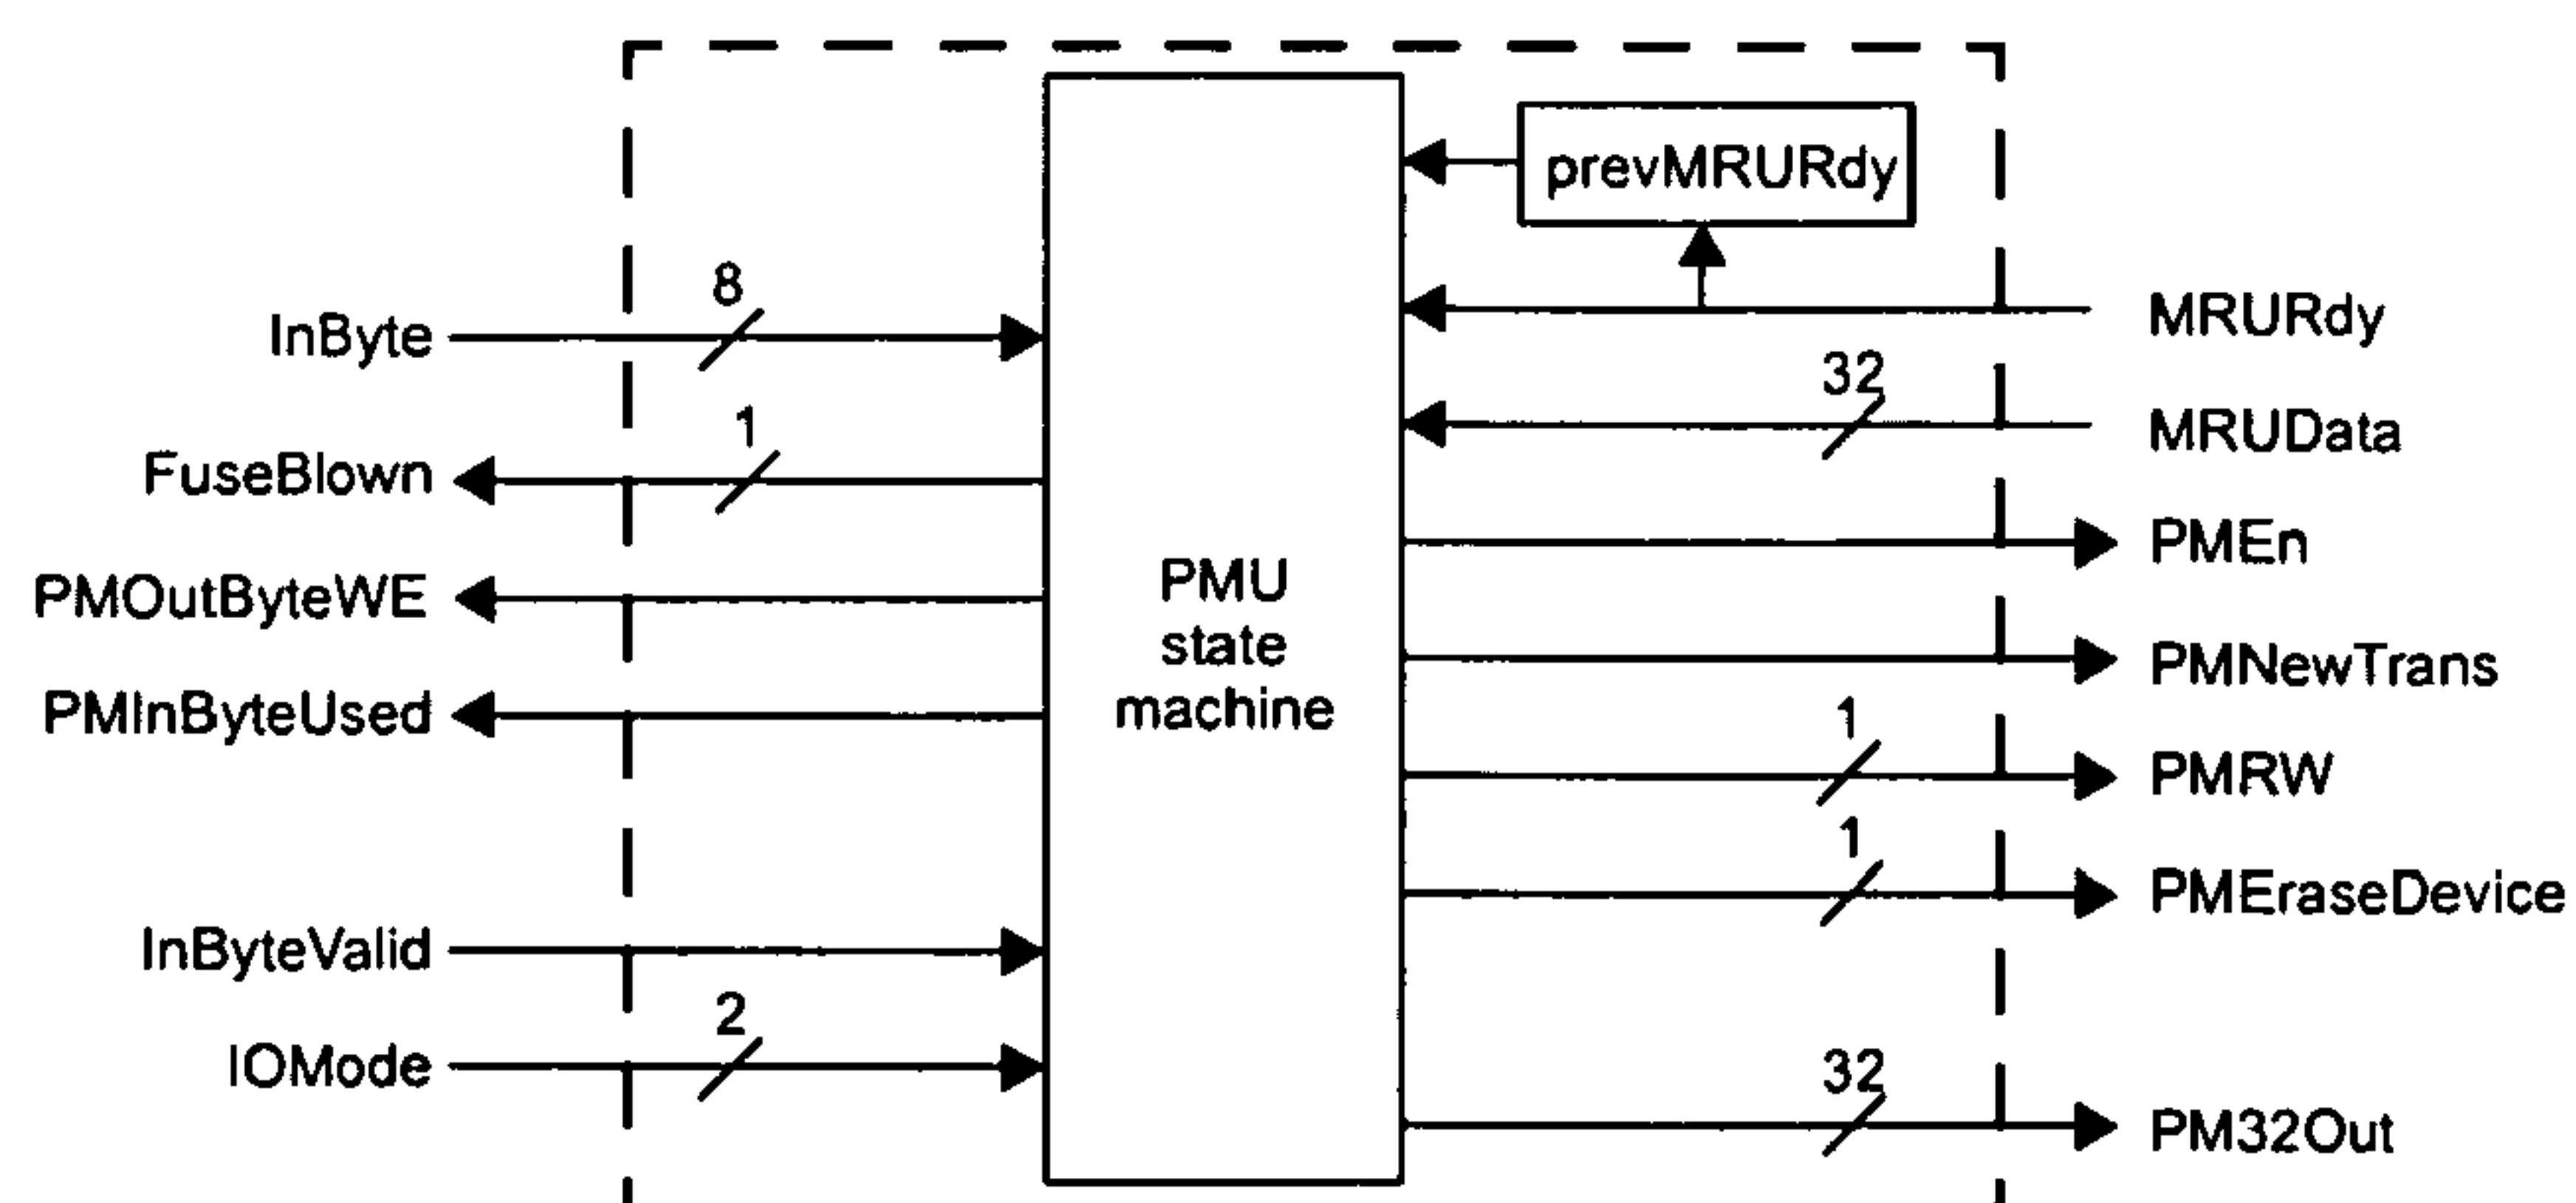 prevMRURdy
8
InByte
MRURdy
32
1
MRUData
FuseBlown
PMEn
PMOutByteWE
PMU
state
machine
PMNewTrans
PMInByteUsed
1
PMRW
1
PMEraseDevice
InByteValid
2
IOMode
32
PM32Out